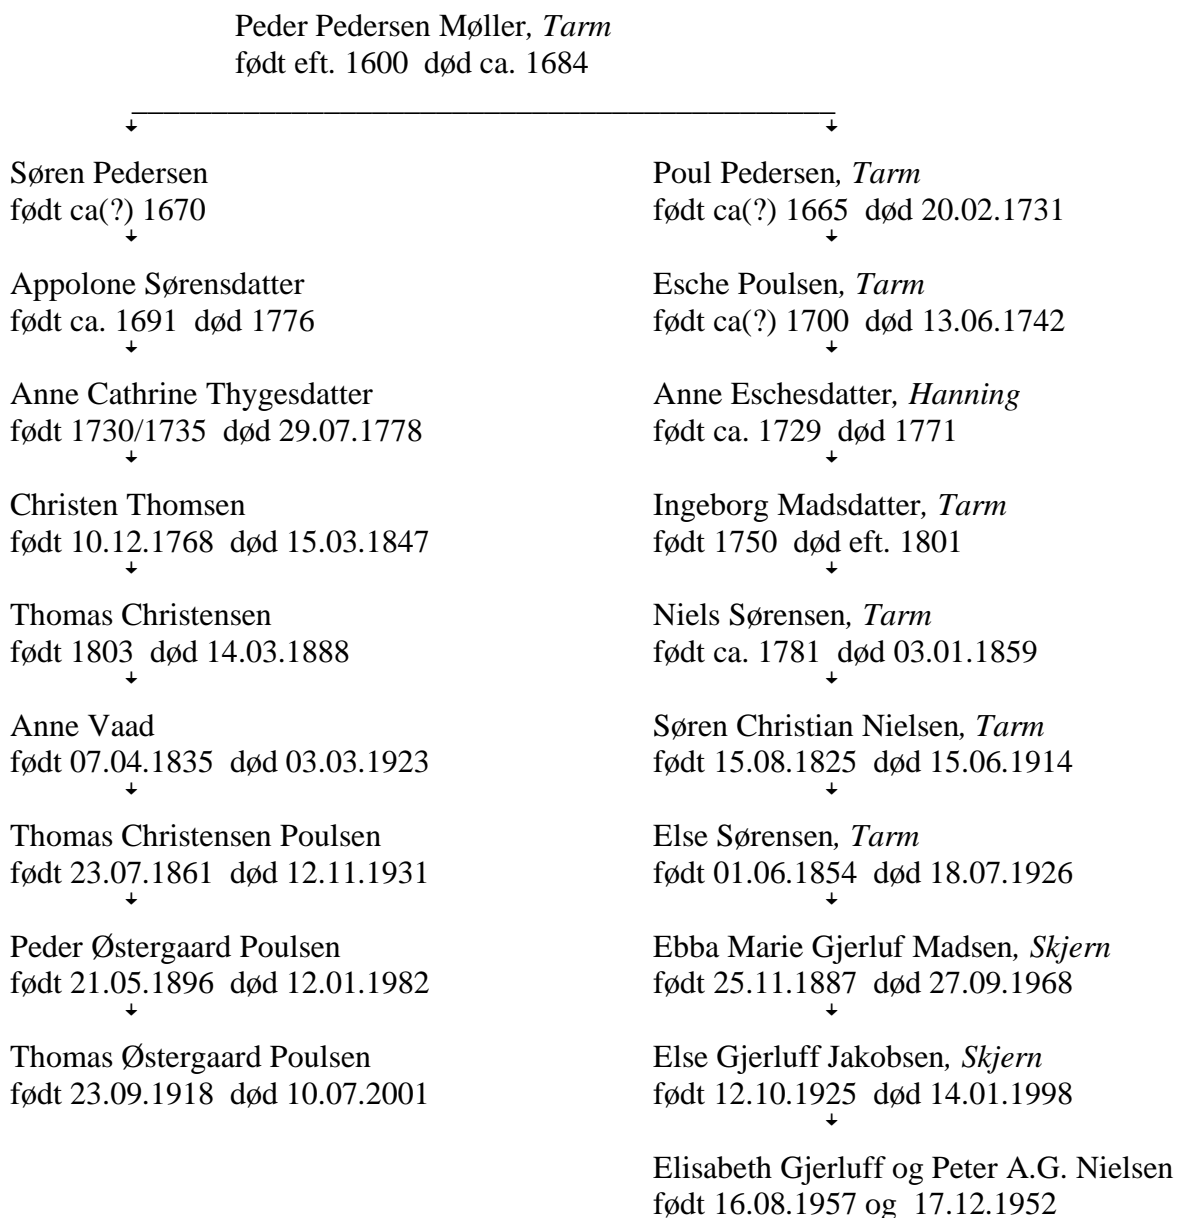 Peder Pedersen Møller, Tarm
født eft. 1600 død ca. 1684
Søren Pedersen
født ca(?) 1670
Appolone Sørensdatter
født ca. 1691 død 1776
Anne Cathrine Thygesdatter
født 1730/1735 død 29.07.1778
Christen Thomsen
født 10.12.1768 død 15.03.1847
Thomas Christensen
født 1803 død 14.03.1888
Anne Vaad
født 07.04.1835 død 03.03.1923
Thomas Christensen Poulsen
født 23.07.1861 død 12.11.1931
Peder Østergaard Poulsen
født 21.05.1896 død 12.01.1982
Thomas Østergaard Poulsen
født 23.09.1918 død 10.07.2001
Poul Pedersen, Tarm
født ca(?) 1665 død 20.02.1731
Esche Poulsen, Tarm
født ca(?) 1700 død 13.06.1742
Anne Eschesdatter, Hanning
født ca. 1729 død 1771
Ingeborg Madsdatter, Tarm
født 1750 død eft. 1801
Niels Sørensen, Tarm
født ca. 1781 død 03.01.1859
Søren Christian Nielsen, Tarm
født 15.08.1825 død 15.06.1914
Else Sørensen, Tarm
født 01.06.1854 død 18.07.1926
Ebba Marie Gjerluf Madsen, Skjern
født 25.11.1887 død 27.09.1968
Else Gjerluff Jakobsen, Skjern
født 12.10.1925 død 14.01.1998
Elisabeth Gjerluff og Peter A.G. Nielsen
født 16.08.1957 og 17.12.1952